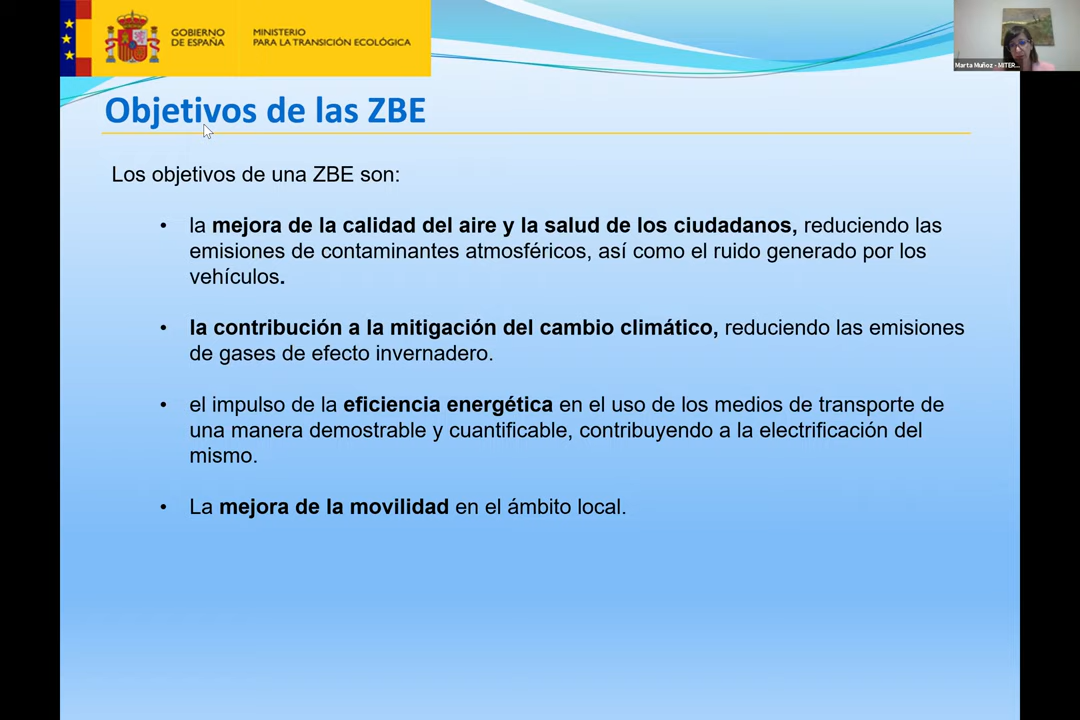 GOBIERNO
DE ESPAÑA
MINISTERIO
PARA LA TRANSICIÓN ECOLÓGICA
Marta Muñoz - MITER...
Objetivos de las ZBE
Los objetivos de una ZBE son:
• la mejora de la calidad del aire y la salud de los ciudadanos, reduciendo las
emisiones de contaminantes atmosféricos, así como el ruido generado por los
vehículos.
• la contribución a la mitigación del cambio climático, reduciendo las emisiones
de gases de efecto invernadero.
• el impulso de la eficiencia energética en el uso de los medios de transporte de
una manera demostrable y cuantificable, contribuyendo a la electrificación del
mismo.
• La mejora de la movilidad en el ámbito local.